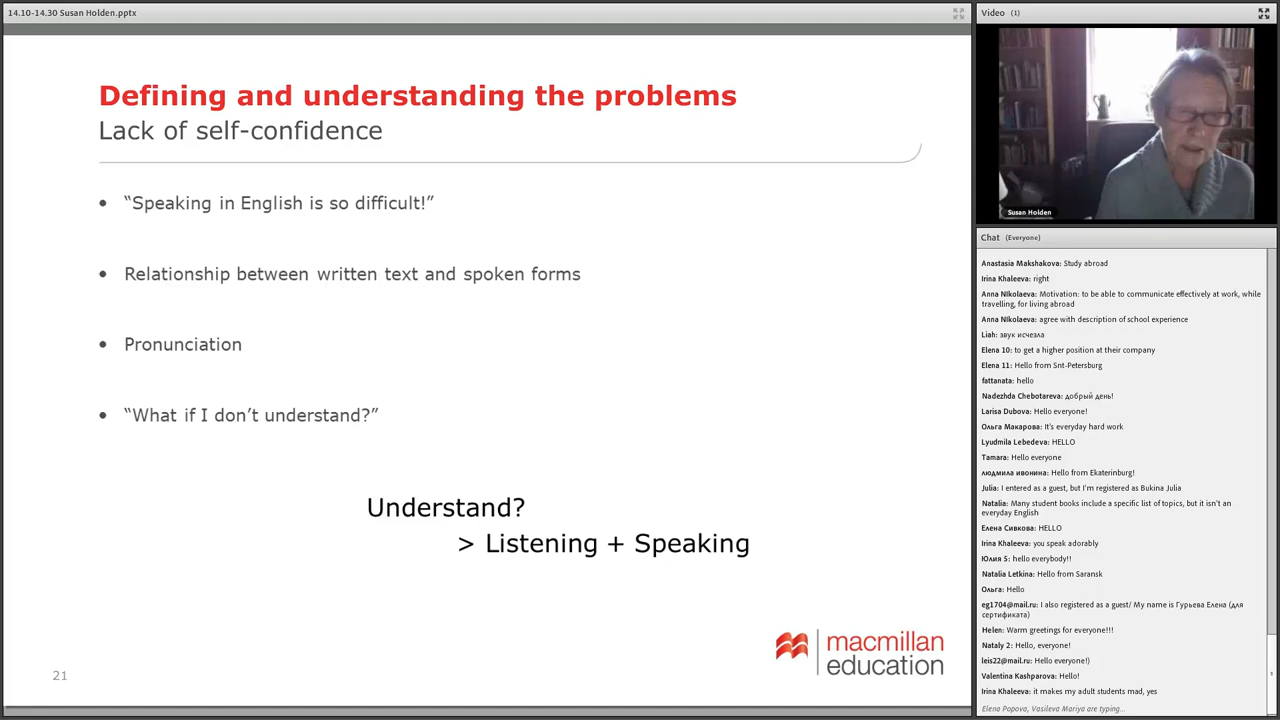 14.10-14.30 Susan Holden.pptx
Defining and understanding the problems
Lack of self-confidence
• “Speaking in English is so difficult!”
• Relationship between written text and spoken forms
• Pronunciation
• “What if I don’t understand?”
Understand?
> Listening + Speaking
macmillan
education
21
Video (1)
Susan Holden
Chat (Everyone)
Anastasia Makshakova: Study abroad
Irina Khaleeva: right
Anna NIkolaeva: Motivation: to be able to communicate effectively at work, while
travelling, for living abroad
Anna NIkolaeva: agree with description of school experience
Liah: звук исчезла
Elena 10: to get a higher position at their company
Elena 11: Hello from Snt-Petersburg
fattanata: hello
Nadezhda Chebotareva: добрый день!
Larisa Dubova: Hello everyone!
Ольга Макарова: It's everyday hard work
Lyudmila Lebedeva: HELLO
Tamara: Hello everyone
людмила ивонина: Hello from Ekaterinburg!
Julia: I entered as a guest, but I'm registered as Bukina Julia
Natalia: Many student books include a specific list of topics, but it isn't an
everyday English
Елена Сивкова: HELLO
Irina Khaleeva: you speak adorably
Юлия 5: hello everybody!!
Natalia Letkina: Hello from Saransk
Ольга: Hello
eg1704@mail.ru: I also registered as a guest/ My name is Гурьева Елена (для
сертификата)
Helen: Warm greetings for everyone!!!
Nataly 2: Hello, everyone!
leis22@mail.ru: Hello everyone!)
Valentina Kashparova: Hello!
Irina Khaleeva: it makes my adult students mad, yes
Elena Popova, Vasileva Mariya are typing...